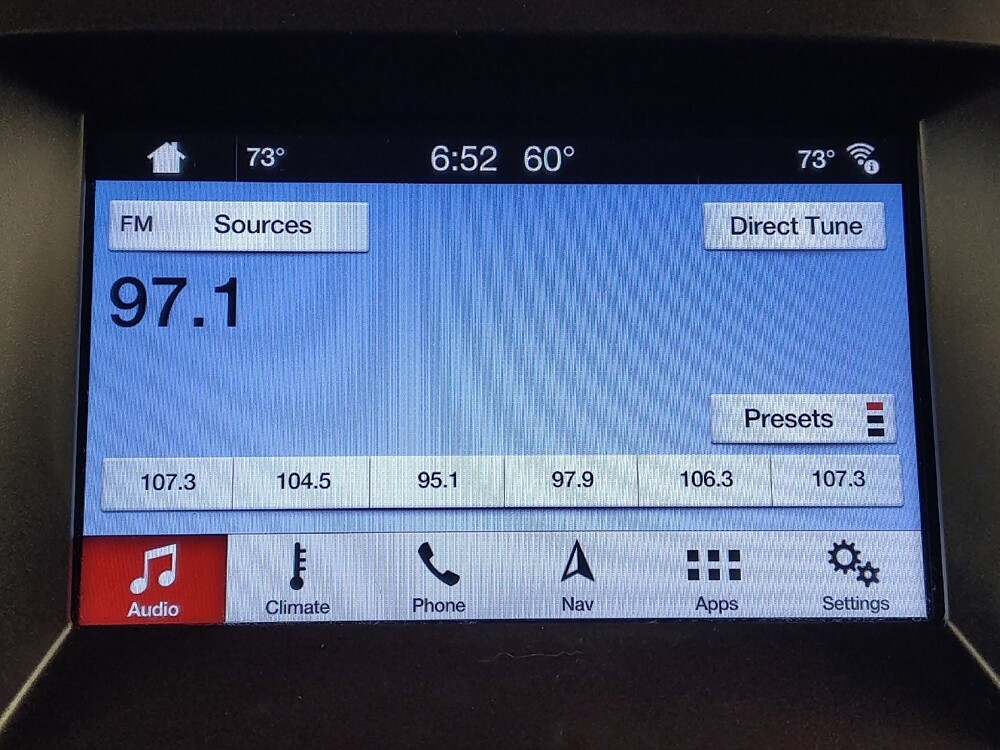 73° 6:52 60° 73°
FM Sources Direct Tune
97.1
Presets
107.3 104.5 95.1 97.9 106.3 107.3
Audio Climate Phone Nav Apps Settings